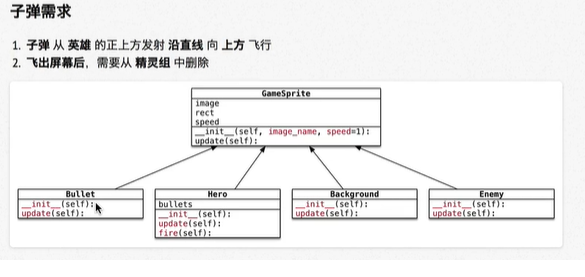 子弹需求
1. 子弹 从 英雄 的正上方发射 沿直线 向 上方 飞行
2. 飞出屏幕后，需要从 精灵组 中删除
GameSprite
image
rect
speed
__init__(self, image_name, speed=1):
update(self):
Bullet
__init__(self):
update(self):
Hero
bullets
__init__(self):
update(self):
fire(self):
Background
__init__(self):
update(self):
Enemy
__init__(self):
update(self):